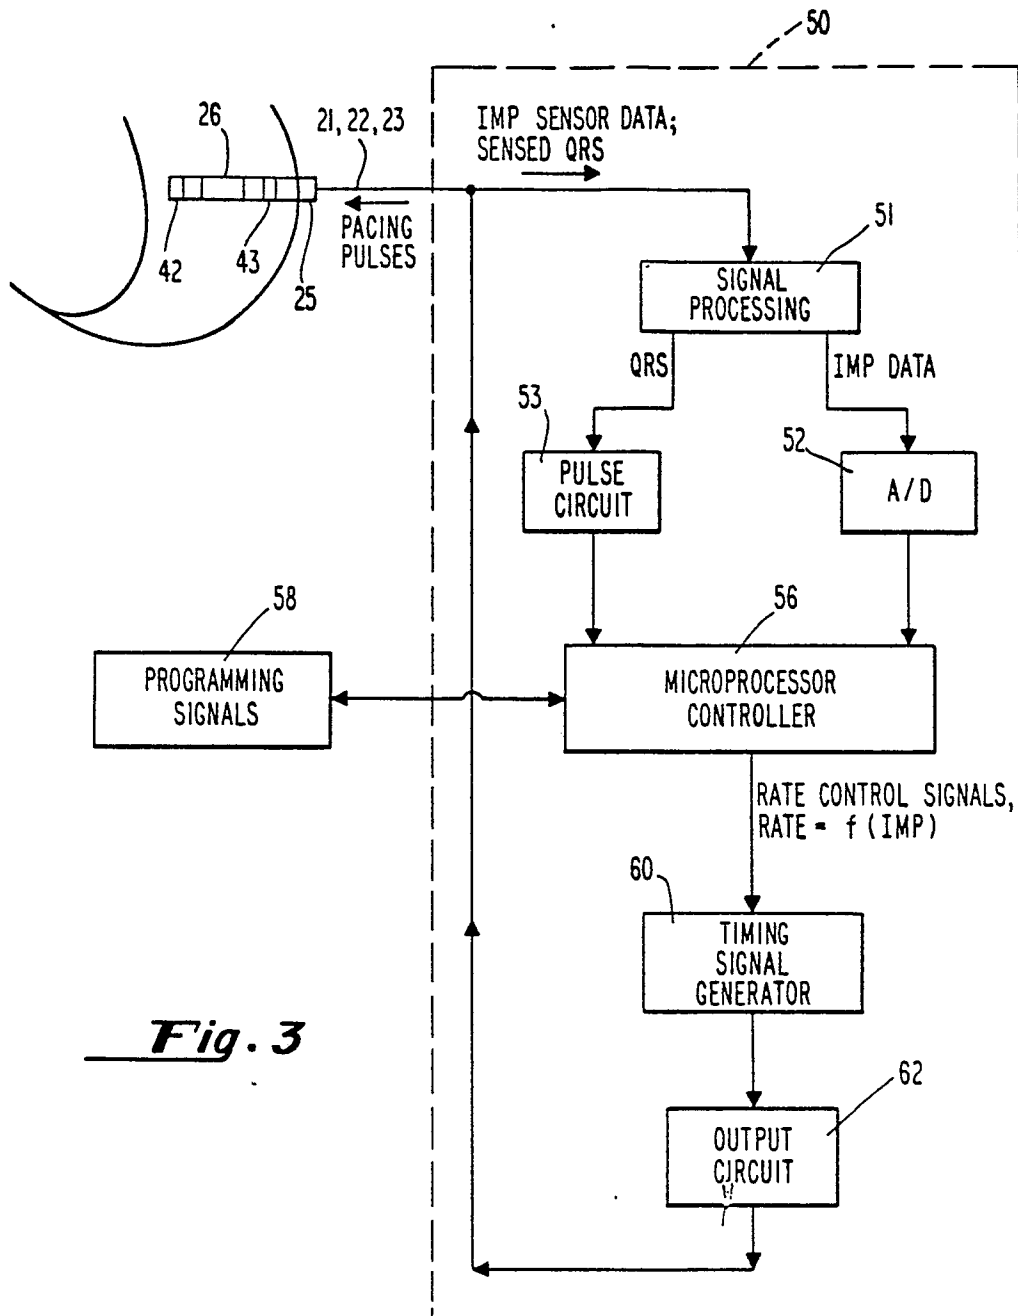 50
26
21, 22, 23
IMP SENSOR DATA;
SENSED QRS
PACING
PULSES
42
43
25
51
SIGNAL
PROCESSING
QRS
IMP DATA
53
52
PULSE
CIRCUIT
A/D
58
56
PROGRAMMING
SIGNALS
MICROPROCESSOR
CONTROLLER
RATE CONTROL SIGNALS,
RATE = f (IMP)
60
TIMING
SIGNAL
GENERATOR
Fig. 3
62
OUTPUT
CIRCUIT